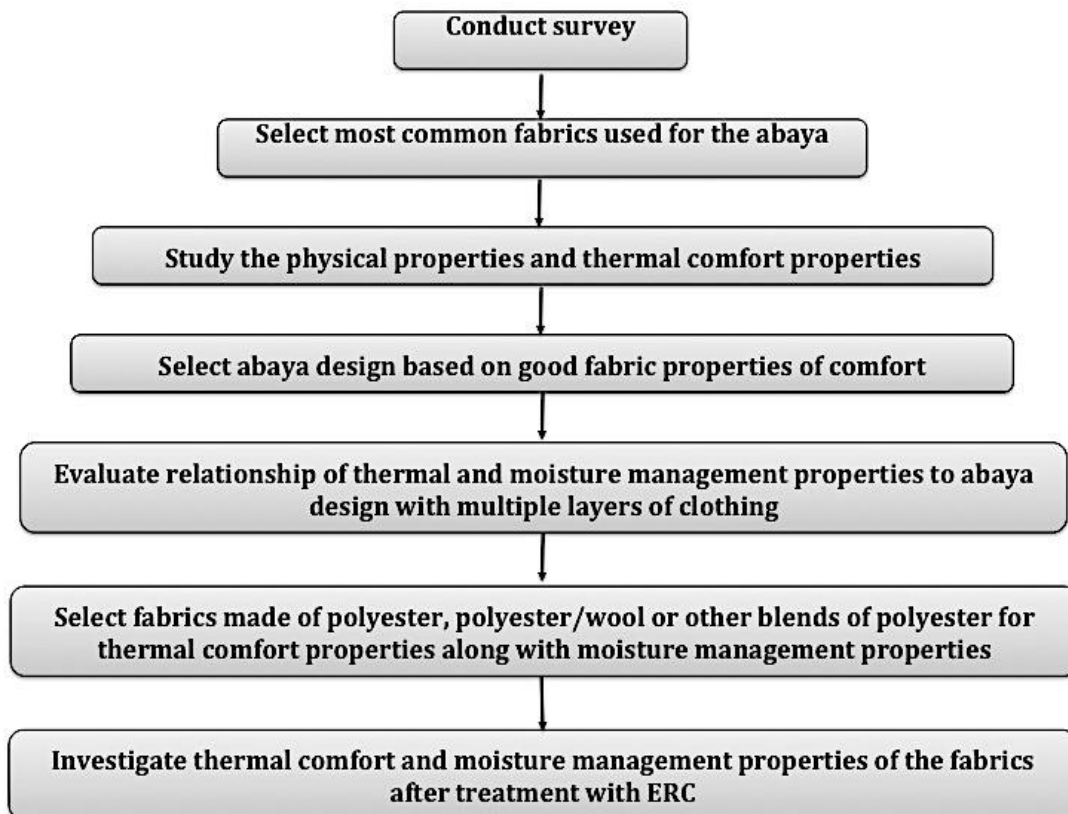 Conduct survey
Select most common fabrics used for the abaya
Study the physical properties and thermal comfort properties
Select abaya design based on good fabric properties of comfort
Evaluate relationship of thermal and moisture management properties to abaya
design with multiple layers of clothing
Select fabrics made of polyester, polyester/wool or other blends of polyester for
thermal comfort properties along with moisture management properties
Investigate thermal comfort and moisture management properties of the fabrics
after treatment with ERC